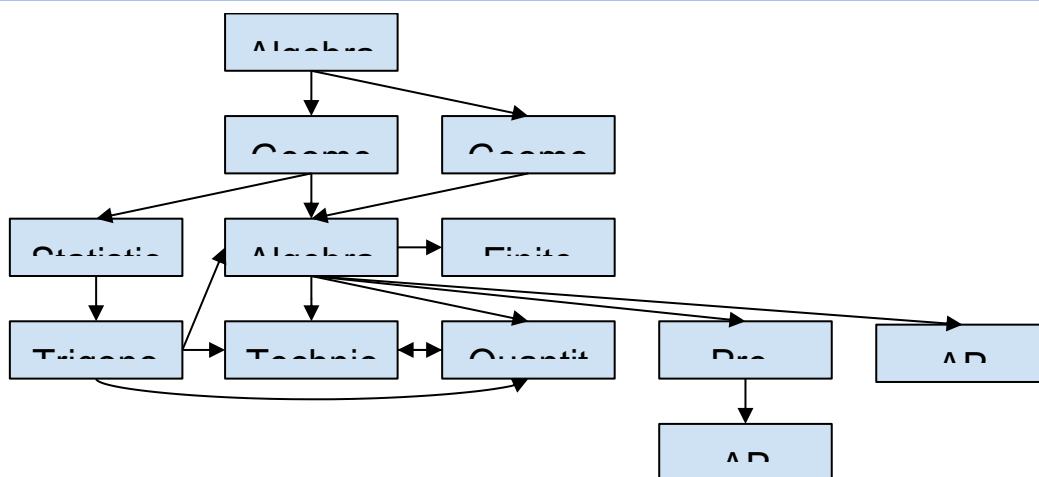 Algebra
Geome
Geome
Statistic
Algebra
Finite
Trigono
Technic
Quantit
Pre
AP
AP